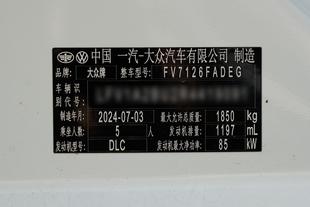 中国 一汽-大众汽车有限公司 制造
品牌 大众牌 整车型号 FV7126FADEG
车辆识
别代号
制造年月 2024-07-03 最大允许总质量 1850 kg
乘坐人数 5 人 发动机排量 1197 mL
发动机型号 DLC 发动机最大净功率 85 kW